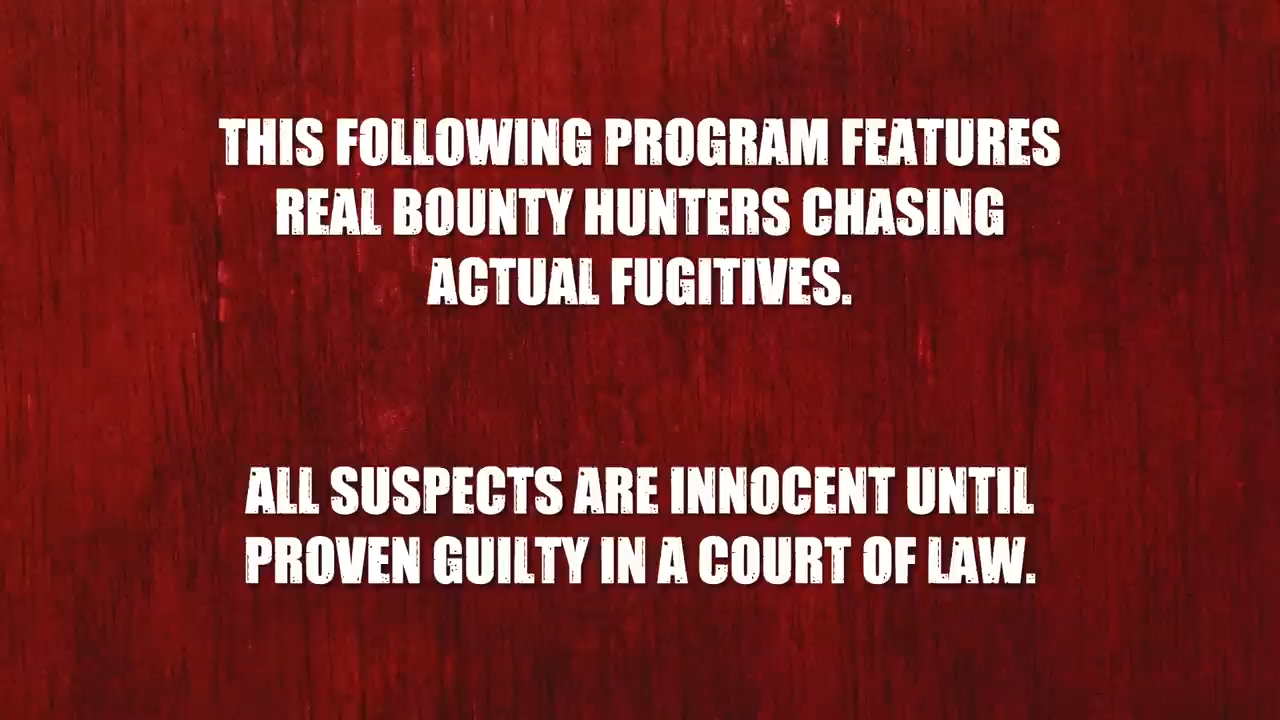 THIS FOLLOWING PROGRAM FEATURES
REAL BOUNTY HUNTERS CHASING
ACTUAL FUGITIVES.
ALL SUSPECTS ARE INNOCENT UNTIL
PROVEN GUILTY IN A COURT OF LAW.